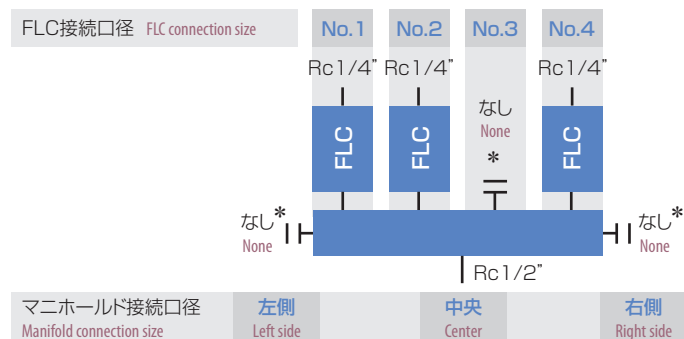 FLC接続口径 FLC connection size No.1 No.2 No.3 No.4
Rc1/4" Rc1/4" Rc1/4"
なし
None
*
FLC FLC FLC
なし* なし*
None None
Rc1/2"
マニホールド接続口径 左側 中央 右側
Manifold connection size Left side Center Right side